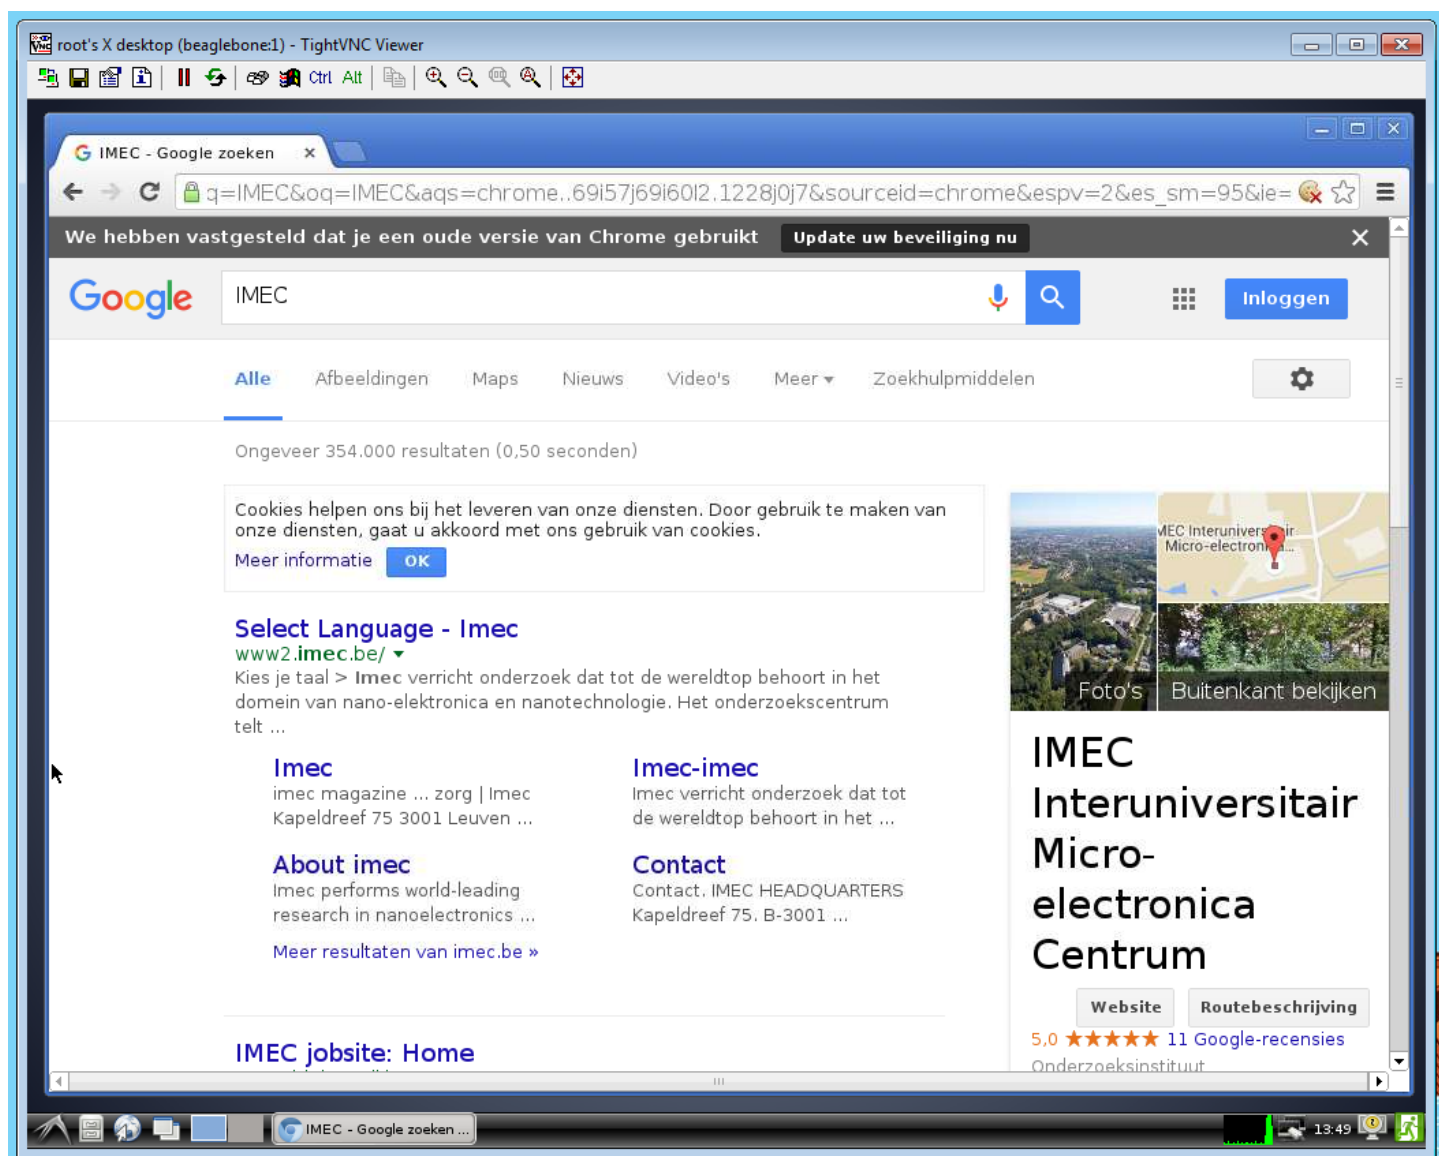 root's X desktop (beaglebone:1) - TightVNC Viewer
Ctrl Alt
IMEC - Google zoeken
q=IMEC&oq=IMEC&aqs=chrome..69i57j69i60l2.1228j0j7&sourceid=chrome&espv=2&es_sm=95&ie=
We hebben vastgesteld dat je een oude versie van Chrome gebruikt Update uw beveiliging nu
Google IMEC Inloggen
Alle Afbeeldingen Maps Nieuws Video's Meer Zoekhulpmiddelen
Ongeveer 354.000 resultaten (0,50 seconden)
Cookies helpen ons bij het leveren van onze diensten. Door gebruik te maken van
onze diensten, gaat u akkoord met ons gebruik van cookies.
Meer informatie OK
Select Language - Imec
www2.imec.be/
Kies je taal > Imec verricht onderzoek dat tot de wereldtop behoort in het
domein van nano-elektronica en nanotechnologie. Het onderzoekscentrum
telt ...
Imec
imec magazine ... zorg | Imec
Kapeldreef 75 3001 Leuven ...
Imec-imec
Imec verricht onderzoek dat tot
de wereldtop behoort in het ...
About imec
Imec performs world-leading
research in nanoelectronics ...
Contact
Contact. IMEC HEADQUARTERS
Kapeldreef 75. B-3001 ...
Meer resultaten van imec.be »
IMEC jobsite: Home
Foto's
Buitenkant bekijken
IMEC
Interuniversitair
Micro-
electronica
Centrum
Website Routebeschrijving
5,0 11 Google-recensies
Onderzoeksinstituut
IMEC - Google zoeken ...
13:49